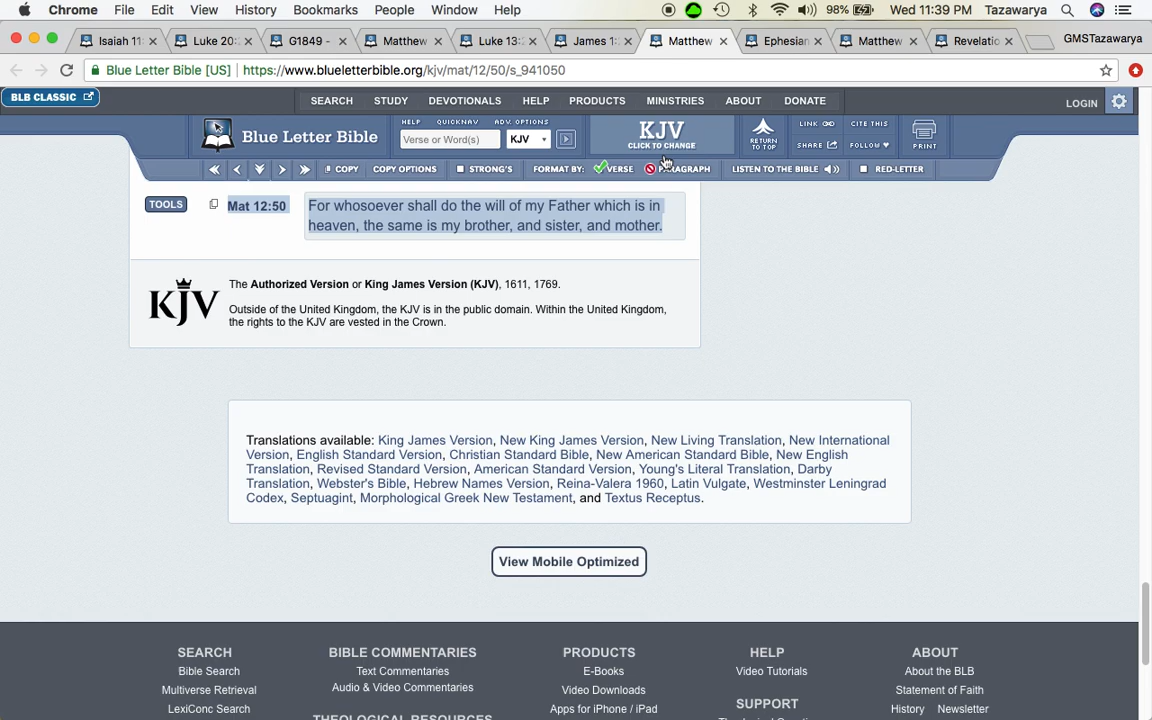 Chrome File Edit View History Bookmarks People Window Help 98% Wed 11:39 PM Tazawarya
Isaiah 11: Luke 20: G1849 - Matthew Luke 13: James 1: Matthew Ephesian Matthew Revelatio GMSTazawarya
Blue Letter Bible [US] https://www.blueletterbible.org/kjv/mat/12/50/s_941050
BLB CLASSIC SEARCH STUDY DEVOTIONALS HELP PRODUCTS MINISTRIES ABOUT DONATE LOGIN
HELP QUICKNAV ADV. OPTIONS
Blue Letter Bible Verse or Word(s) KJV
KJV
CLICK TO CHANGE
RETURN
TO TOP
LINK CITE THIS
SHARE FOLLOW
PRINT
COPY COPY OPTIONS STRONG'S FORMAT BY: VERSE PARAGRAPH LISTEN TO THE BIBLE RED-LETTER
TOOLS Mat 12:50 For whosoever shall do the will of my Father which is in
heaven, the same is my brother, and sister, and mother.
KJV
The Authorized Version or King James Version (KJV), 1611, 1769.
Outside of the United Kingdom, the KJV is in the public domain. Within the United Kingdom,
the rights to the KJV are vested in the Crown.
Translations available: King James Version, New King James Version, New Living Translation, New International
Version, English Standard Version, Christian Standard Bible, New American Standard Bible, New English
Translation, Revised Standard Version, American Standard Version, Young's Literal Translation, Darby
Translation, Webster's Bible, Hebrew Names Version, Reina-Valera 1960, Latin Vulgate, Westminster Leningrad
Codex, Septuagint, Morphological Greek New Testament, and Textus Receptus.
View Mobile Optimized
SEARCH
Bible Search
Multiverse Retrieval
LexiConc Search
BIBLE COMMENTARIES
Text Commentaries
Audio & Video Commentaries
THEOLOGICAL RESOURCES
PRODUCTS
E-Books
Video Downloads
Apps for iPhone / iPad
HELP
Video Tutorials
SUPPORT
ABOUT
About the BLB
Statement of Faith
History Newsletter